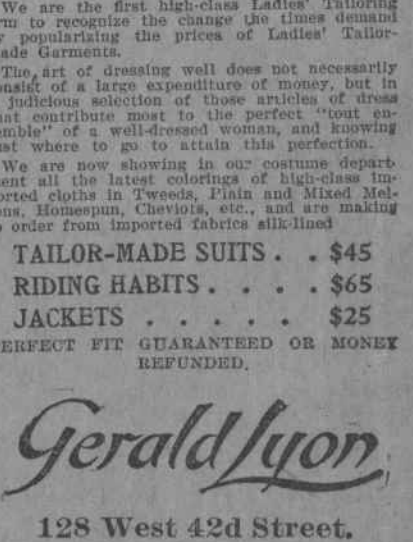 We are the first high-class Ladies' Tailoring
rm to recognize the change the times demand
y popularizing the prices of Ladies' Tailor-
ade Garments.
The art of dressing well does not necessarily
onsist of a large expenditure of money, but in
judicious selection of those articles of dress
hat contribute most to the perfect "tout en-
emble" of a well-dressed woman, and knowing
ust where to go to attain this perfection.
We are now showing in our costume depart-
ent all the latest colorings of high-class im-
orted cloths in Tweeds, Plain and Mixed Mel-
ons, Homespun, Cheviots, etc., and are making
o order from imported fabrics silk-lined
TAILOR-MADE SUITS . . $45
RIDING HABITS . . . . $65
JACKETS . . . . . . $25
ERFECT FIT GUARANTEED OR MONEY
REFUNDED.
Gerald Lyon
128 West 42d Street.